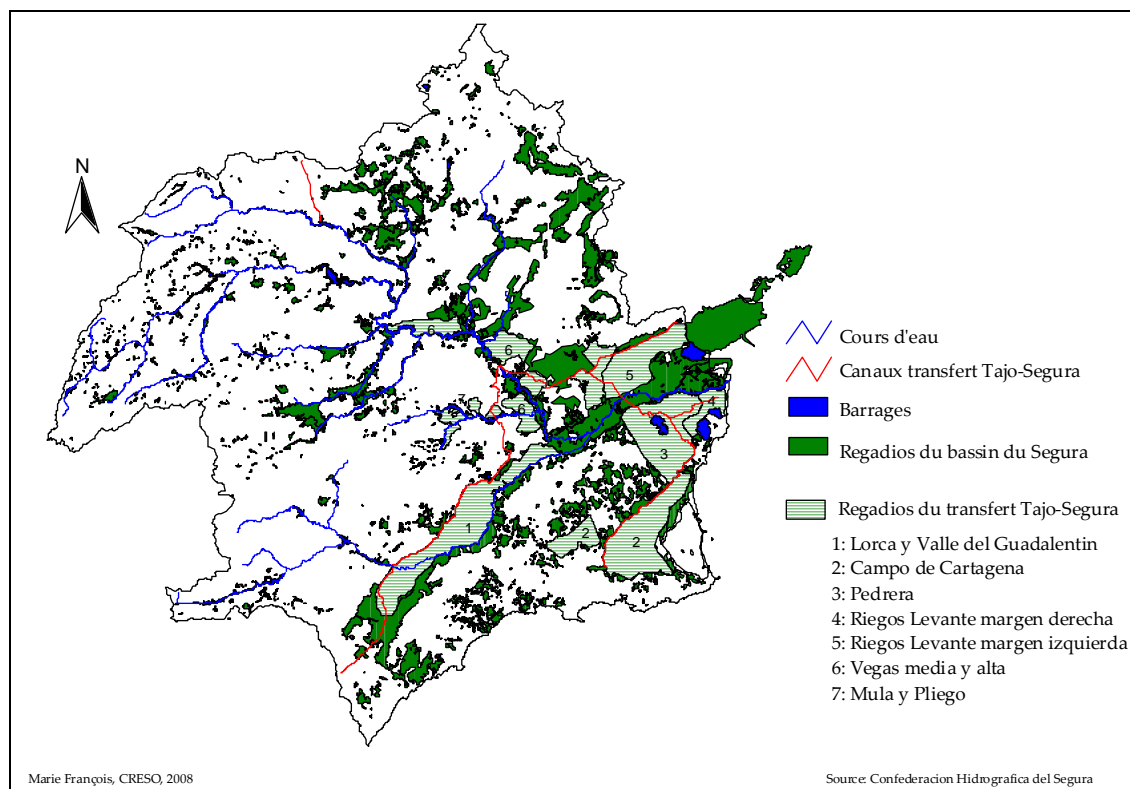 N
6
6
5
4
7
6
3
1
2
2
Cours d'eau
Canaux transfert Tajo-Segura
Barrages
Regadios du bassin du Segura
Regadios du transfert Tajo-Segura
1: Lorca y Valle del Guadalentin
2: Campo de Cartagena
3: Pedrera
4: Riegos Levante margen derecha
5: Riegos Levante margen izquierda
6: Vegas media y alta
7: Mula y Pliego
Marie François, CRESO, 2008
Source: Confederacion Hidrografica del Segura